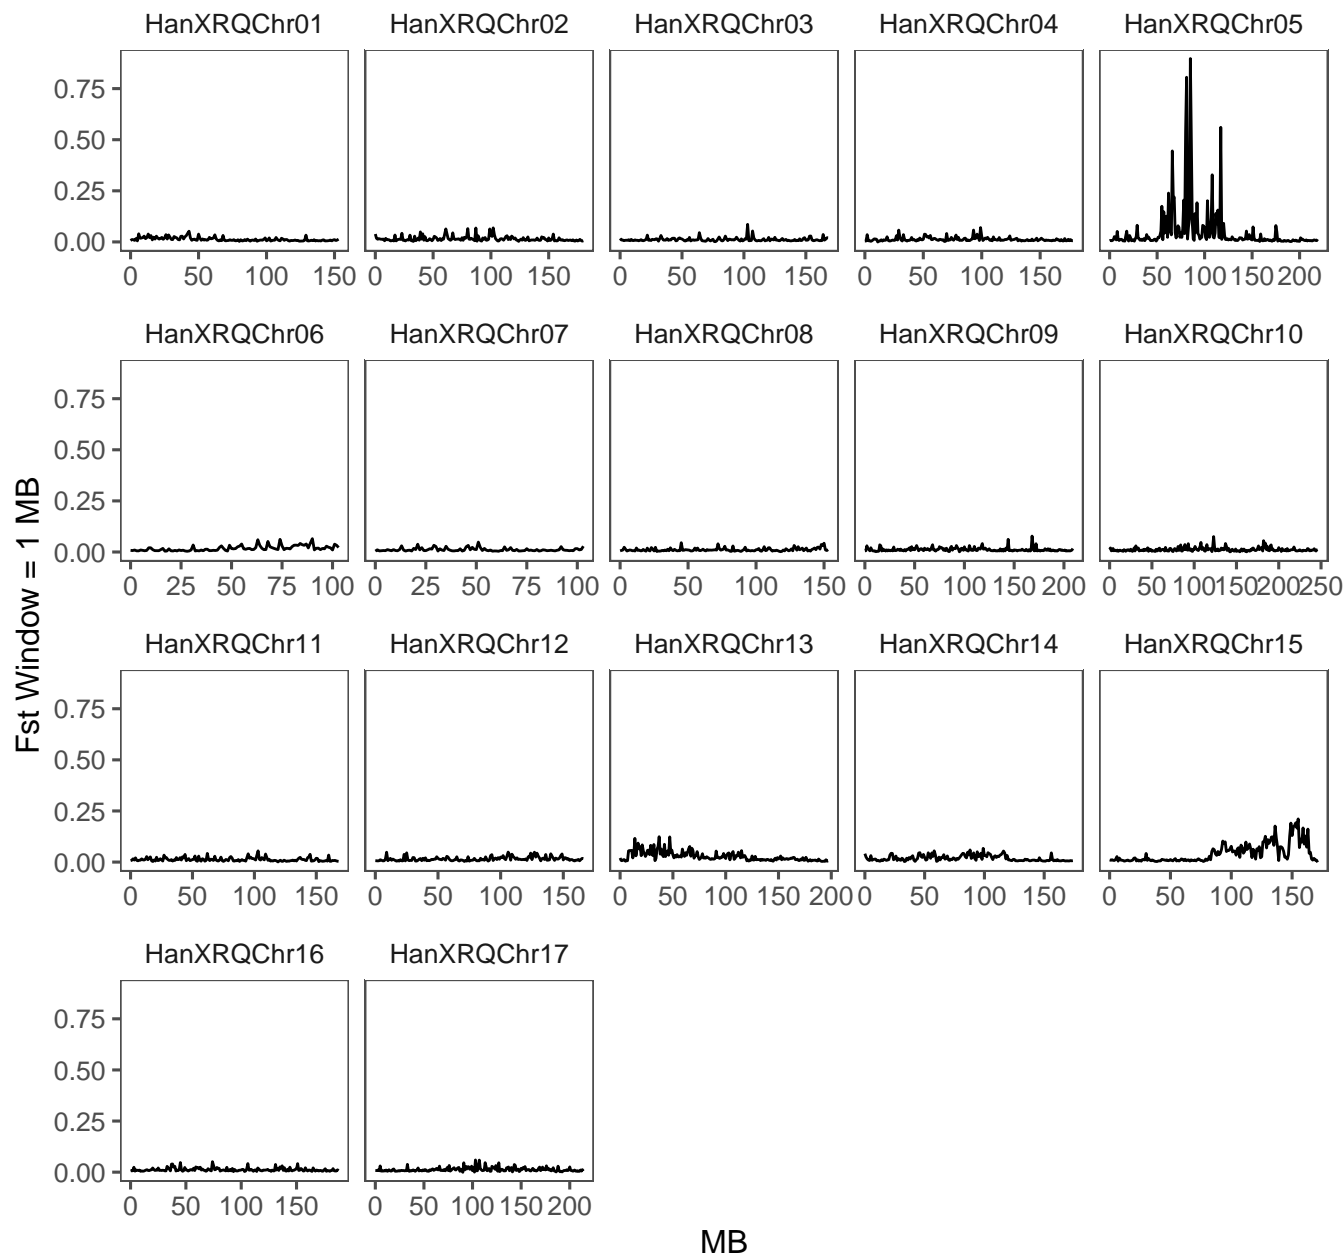 HanXRQChr01 HanXRQChr02 HanXRQChr03 HanXRQChr04 HanXRQChr05
0.75
0.50
0.25
0.00
0 50 100 150 0 50 100 150 0 50 100 150 0 50 100 150 0 50 100 150 200
HanXRQChr06 HanXRQChr07 HanXRQChr08 HanXRQChr09 HanXRQChr10
0.75
0.50
0.25
0.00
0 25 50 75 100 0 25 50 75 100 0 50 100 150 0 50 100 150 200 0 50 100 150 200 250
Fst Window = 1 MB
HanXRQChr11 HanXRQChr12 HanXRQChr13 HanXRQChr14 HanXRQChr15
0.75
0.50
0.25
0.00
0 50 100 150 0 50 100 150 0 50 100 150 200 0 50 100 150 0 50 100 150
HanXRQChr16 HanXRQChr17
0.75
0.50
0.25
0.00
0 50 100 150 0 50 100 150 200
MB